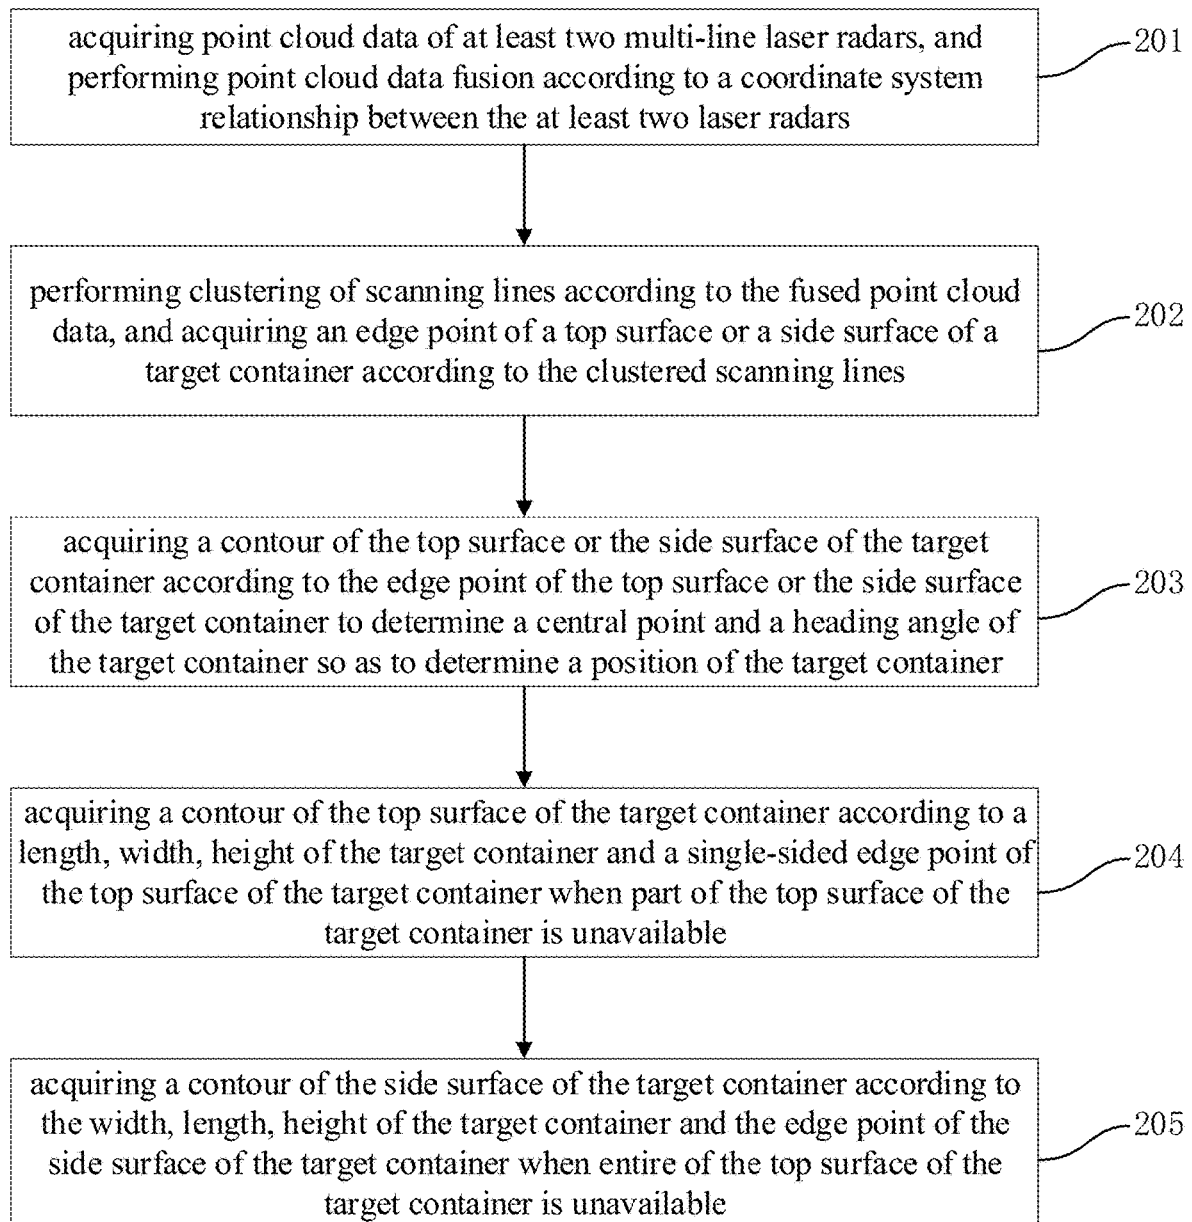 acquiring point cloud data of at least two multi-line laser radars, and
performing point cloud data fusion according to a coordinate system
relationship between the at least two laser radars
201
performing clustering of scanning lines according to the fused point cloud
data, and acquiring an edge point of a top surface or a side surface of a
target container according to the clustered scanning lines
202
acquiring a contour of the top surface or the side surface of the target
container according to the edge point of the top surface or the side surface
of the target container to determine a central point and a heading angle of
the target container so as to determine a position of the target container
203
acquiring a contour of the top surface of the target container according to a
length, width, height of the target container and a single-sided edge point of
the top surface of the target container when part of the top surface of the
target container is unavailable
204
acquiring a contour of the side surface of the target container according to
the width, length, height of the target container and the edge point of the
side surface of the target container when entire of the top surface of the
target container is unavailable
205